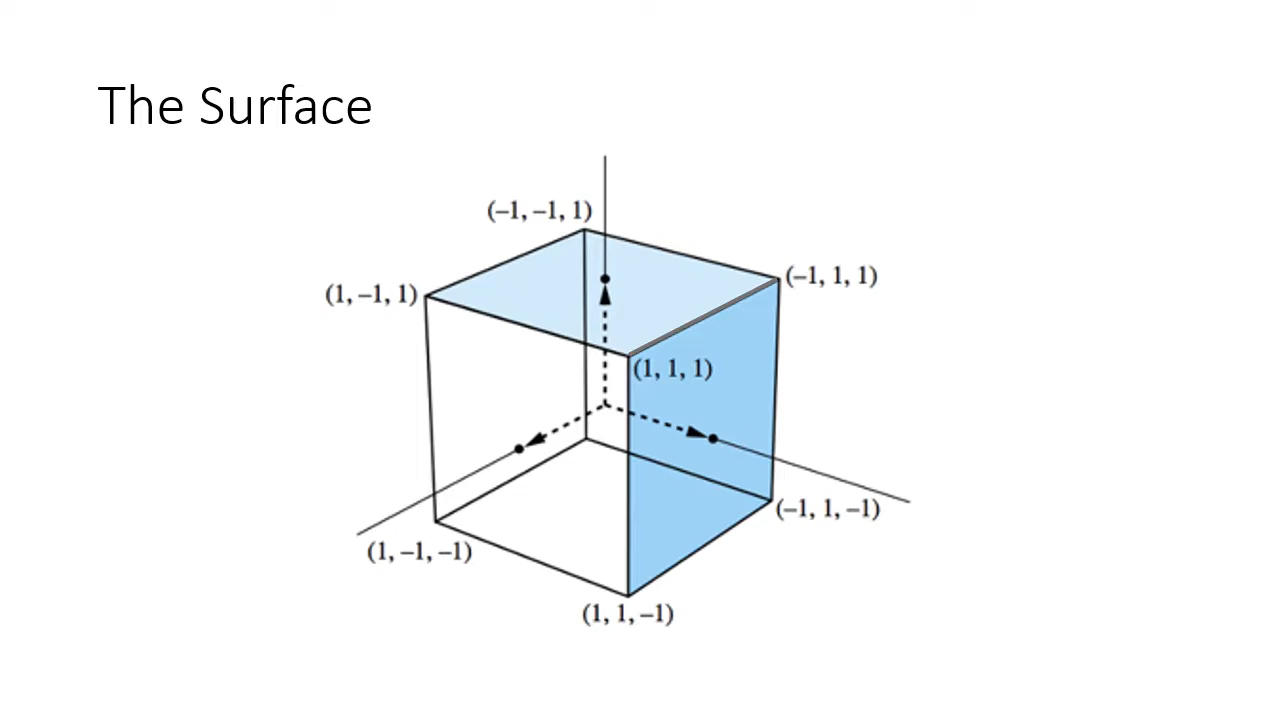 The Surface
(–1, –1, 1)
(–1, 1, 1)
(1, –1, 1)
(1, 1, 1)
(–1, 1, –1)
(1, –1, –1)
(1, 1, –1)